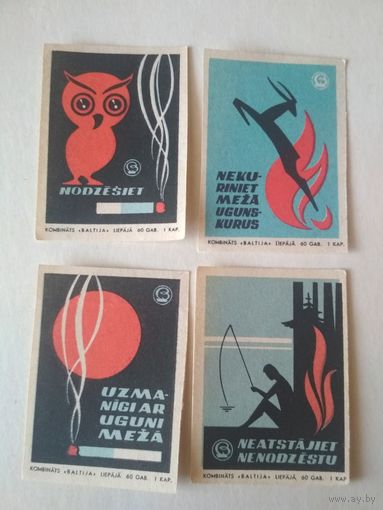 NODZĒSIET
KOMBINĀTS «BALTIJA» LIEPĀJĀ 60 GAB. 1 KAP.
NEKU-
RINIET
MEŽĀ
UGUNS-
KURUS
KOMBINĀTS «BALTIJA» LIEPĀJĀ 60 GAB. 1 KAP.
UZMA-
NĪGI AR
UGUNI
MEŽĀ
KOMBINĀTS «BALTIJA» LIEPĀJĀ 60 GAB. 1 KAP.
NEATSTĀJIET
NENODZĒSTU
KOMBINĀTS «BALTIJA» LIEPĀJĀ 60 GAB. 1 KAP.
www.ay.by